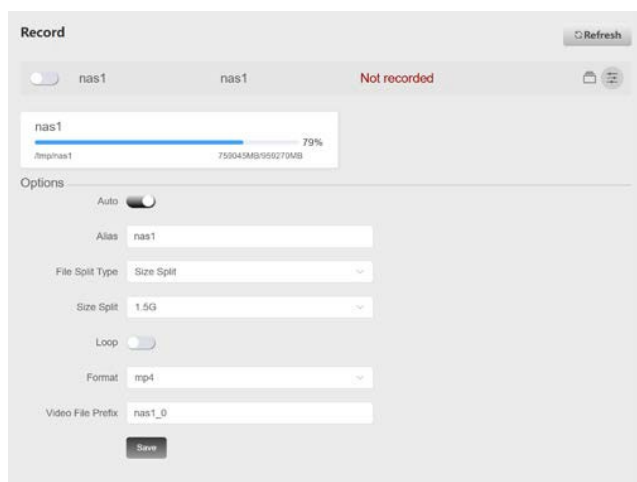 Record
Refresh
nas1 nas1 Not recorded
nas1
79%
/tmp/nas1 759045MB/959270MB
Options
Auto
Alias nas1
File Split Type Size Split
Size Split 1.5G
Loop
Format mp4
Video File Prefix nas1_0
Save